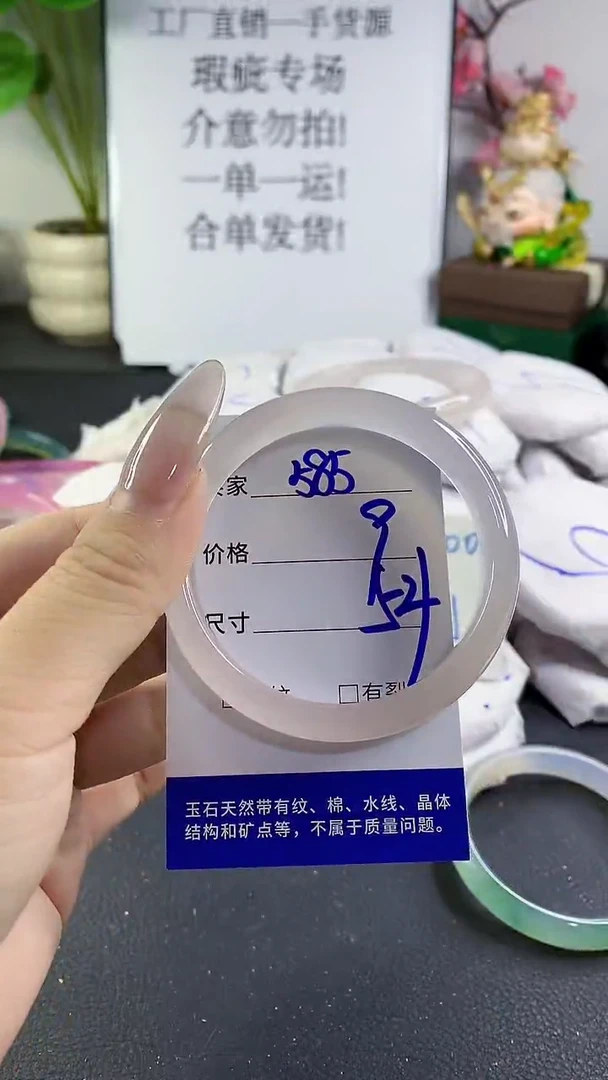 工厂直销一手货源
瑕疵专场
介意勿拍!
一单一运!
合单发货!
家 585
价格
尺寸
□有裂
玉石天然带有纹、棉、水线、晶体
结构和矿点等，不属于质量问题。